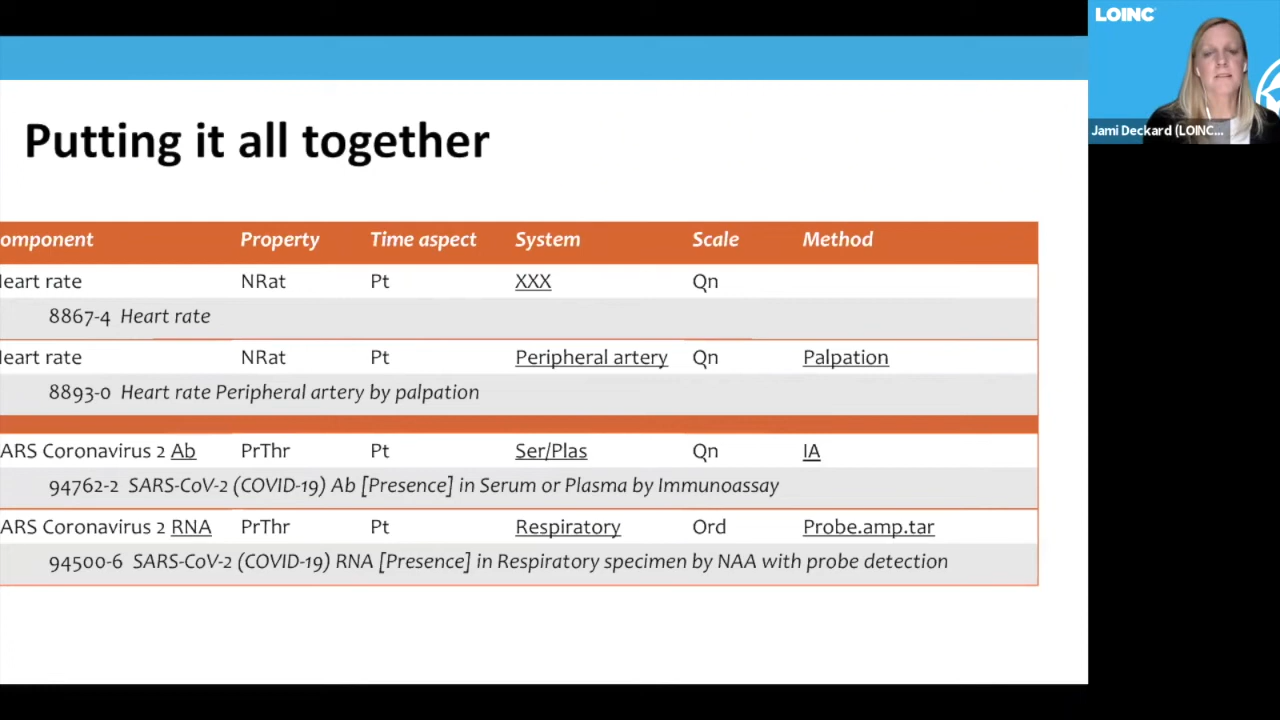 LOINC
Jami Deckard (LOINC...
Putting it all together
omponent Property Time aspect System Scale Method
eart rate NRat Pt XXX Qn
8867-4 Heart rate
eart rate NRat Pt Peripheral artery Qn Palpation
8893-0 Heart rate Peripheral artery by palpation
ARS Coronavirus 2 Ab PrThr Pt Ser/Plas Qn IA
94762-2 SARS-CoV-2 (COVID-19) Ab [Presence] in Serum or Plasma by Immunoassay
ARS Coronavirus 2 RNA PrThr Pt Respiratory Ord Probe.amp.tar
94500-6 SARS-CoV-2 (COVID-19) RNA [Presence] in Respiratory specimen by NAA with probe detection